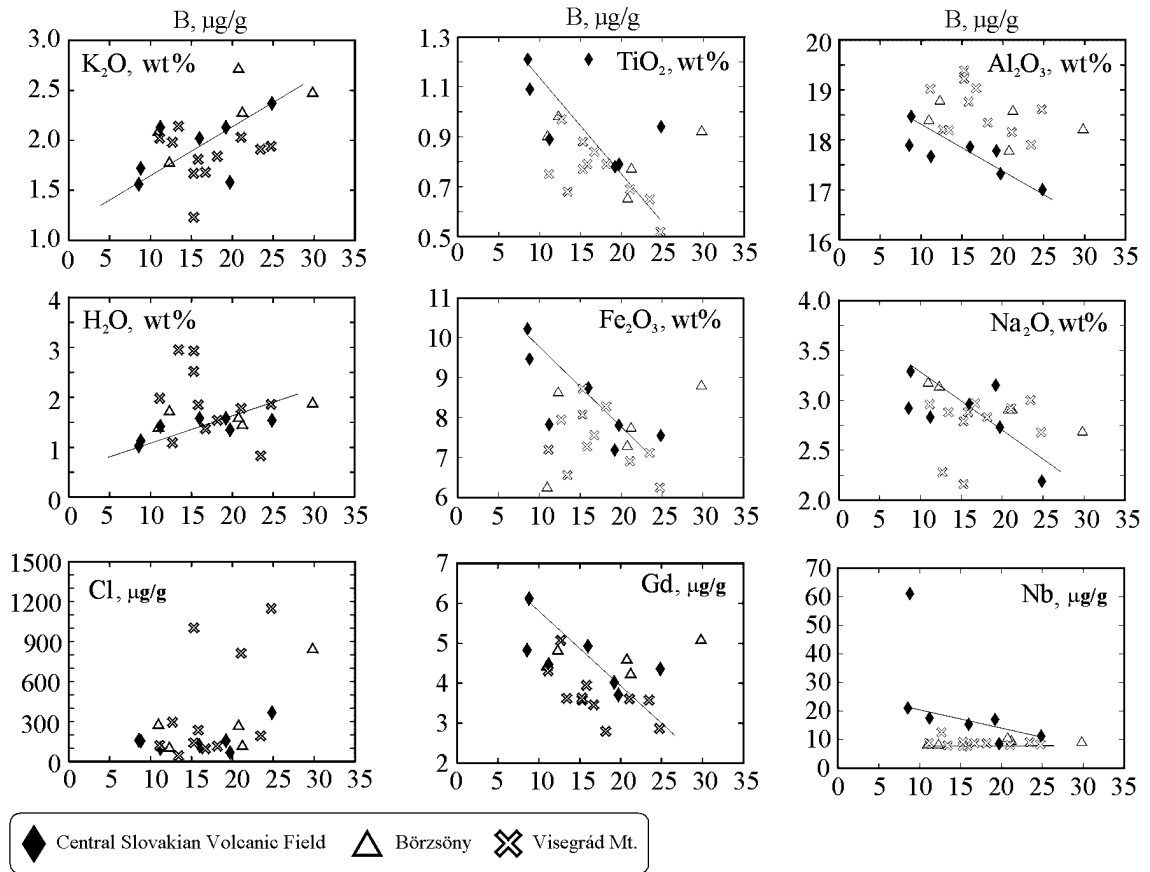 B, µg/g B, µg/g B, µg/g
K₂O, wt%
3.0
2.5
2.0
1.5
1.0
0 5 10 15 20 25 30 35
TiO₂, wt%
1.3
1.1
0.9
0.7
0.5
0 5 10 15 20 25 30 35
Al₂O₃, wt%
20
19
18
17
16
0 5 10 15 20 25 30 35
H₂O, wt%
4
3
2
1
0
0 5 10 15 20 25 30 35
Fe₂O₃, wt%
11
10
9
8
7
6
0 5 10 15 20 25 30 35
Na₂O, wt%
4.0
3.5
3.0
2.5
2.0
0 5 10 15 20 25 30 35
Cl, µg/g
1500
1200
900
600
300
0
0 5 10 15 20 25 30 35
Gd, µg/g
7
6
5
4
3
2
0 5 10 15 20 25 30 35
Nb, µg/g
70
60
50
40
30
20
10
0
0 5 10 15 20 25 30 35
Central Slovakian Volcanic Field Börzsöny Visegrád Mt.